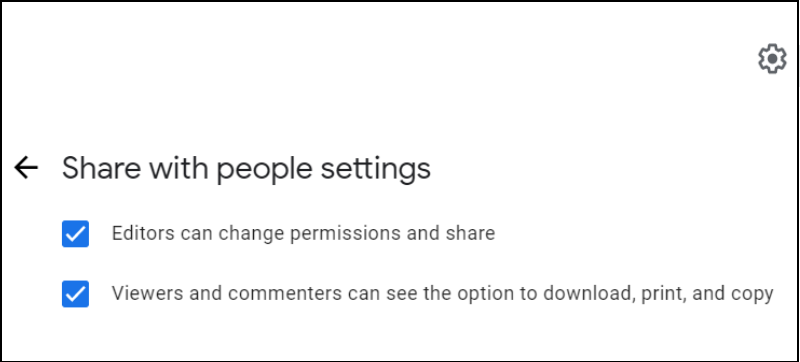 Share with people settings
Editors can change permissions and share
Viewers and commenters can see the option to download, print, and copy